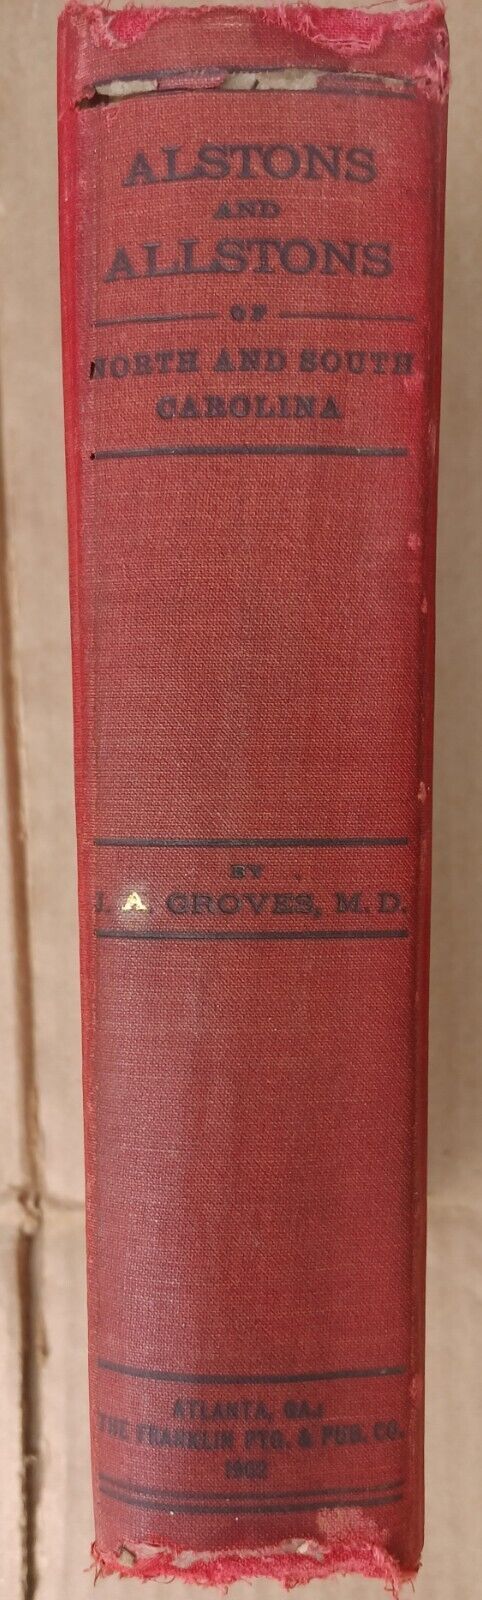 ALSTONS
AND
ALLSTONS
OF
NORTH AND SOUTH
CAROLINA
BY
J. A. GROVES, M. D.
ATLANTA, GA.:
THE FRANKLIN PTG. & PUB. CO.
1902